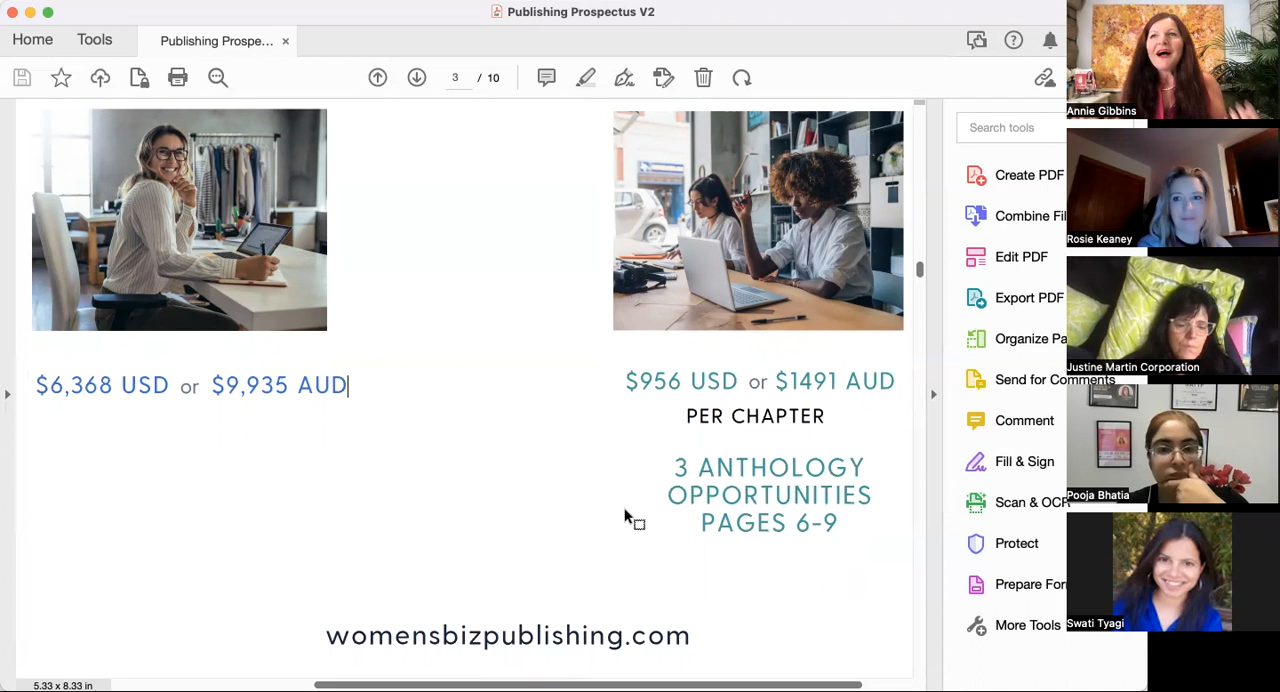 Publishing Prospectus V2
Home
Tools
Publishing Prospe... ×
3 / 10
$6,368 USD or $9,935 AUD
$956 USD or $1491 AUD
PER CHAPTER
3 ANTHOLOGY
OPPORTUNITIES
PAGES 6-9
womensbizpublishing.com
5.33 x 8.33 in
Search tools
Create PDF
Combine Fil
Edit PDF
Export PDF
Organize Pa
Send for Comments
Comment
Fill & Sign
Scan & OCR
Protect
Prepare For
More Tools
Annie Gibbins
Rosie Keaney
Justine Martin Corporation
Pooja Bhatia
Swati Tyagi